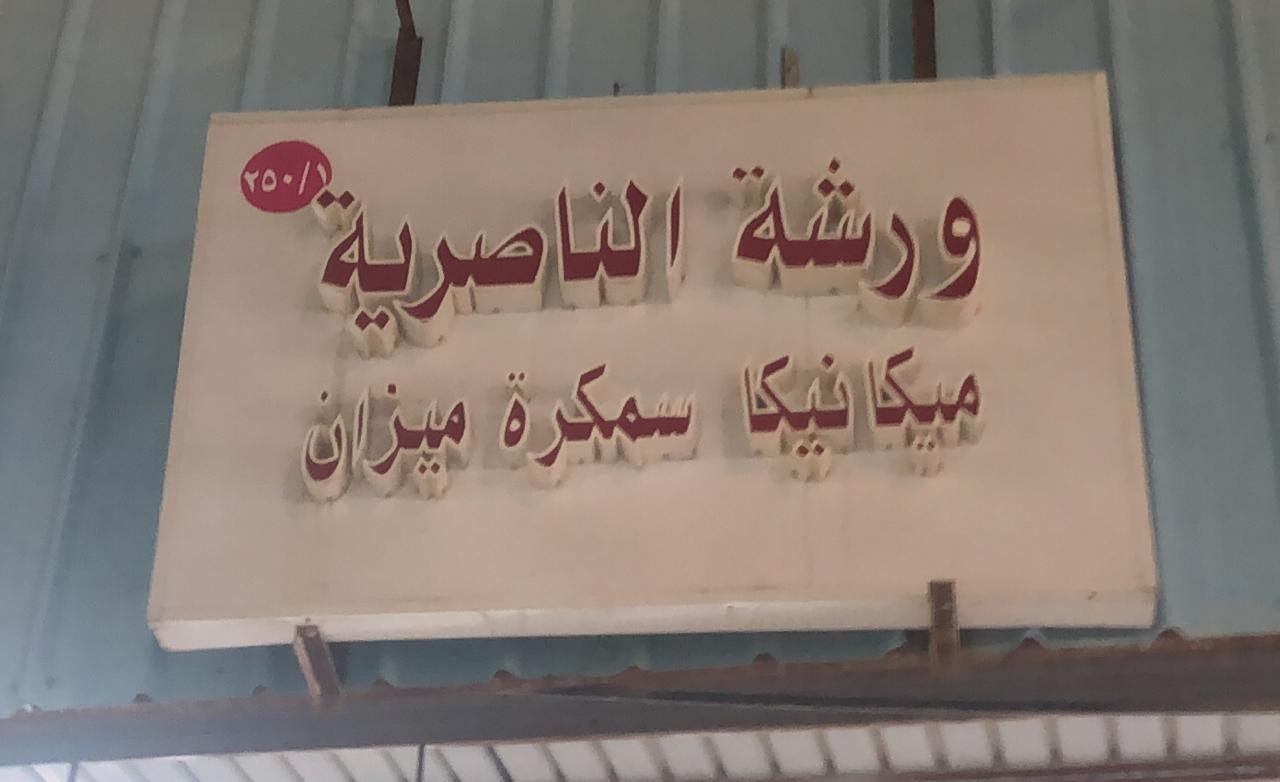 ٢٥٠/١
ورشة الناصرية
ميكانيكا سمكرة ميزان